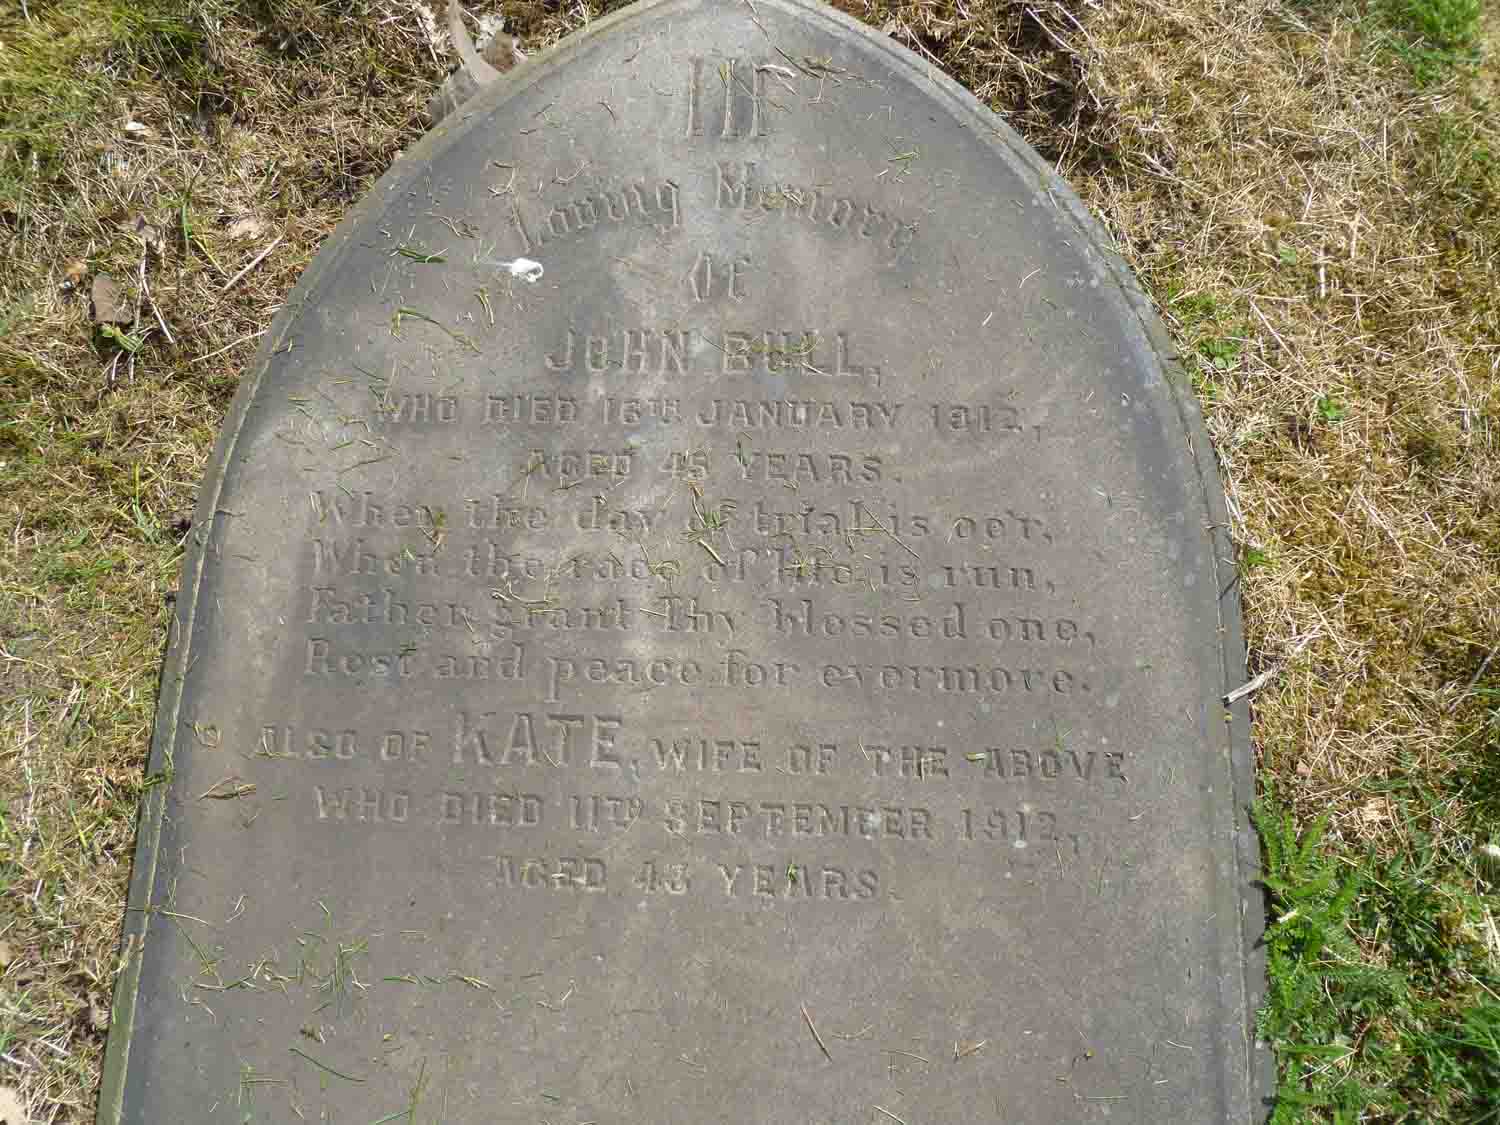 IN
Loving Memory
OF
JOHN BULL,
WHO DIED 16TH JANUARY 1912,
AGED 45 YEARS.
When the day of trial is oe'r,
When the race of life is run,
Father grant Thy blessed one,
Rest and peace for evermore.
ALSO OF KATE, WIFE OF THE ABOVE
WHO DIED 11TH SEPTEMBER 1912,
AGED 43 YEARS.